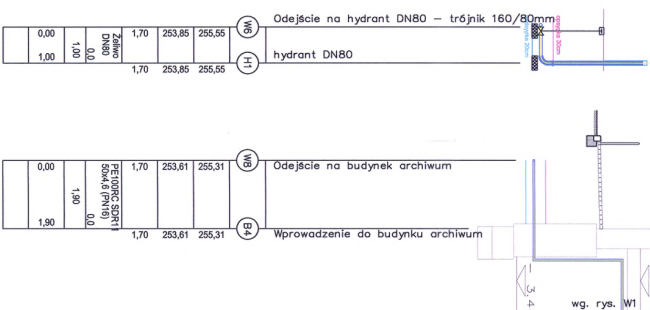 Odejście na hydrant DN80 – trójnik 160/80mm
0,00
1,00
1,00
Żeliwo
DN80
0,0
1,70
253,85
255,55
W6
hydrant DN80
1,70
253,85
255,55
H1
0,00
1,90
1,90
PE100RC SDR11
50x4,6 (PN16)
0,0
1,70
253,61
255,31
W8
Odejście na budynek archiwum
1,70
253,61
255,31
B4
Wprowadzenie do budynku archiwum
3.4
wg. rys. W1